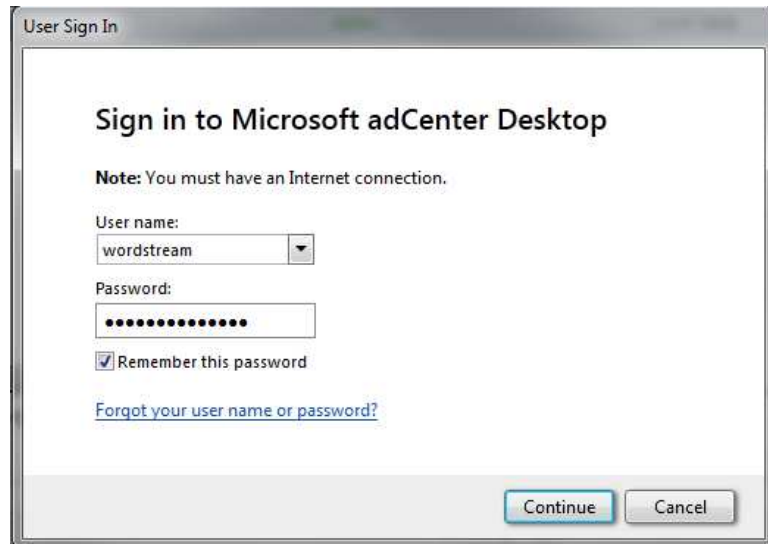 User Sign In
Sign in to Microsoft adCenter Desktop
Note: You must have an Internet connection.
User name:
wordstream
Password:
••••••••••••••
Remember this password
Forgot your user name or password?
Continue Cancel